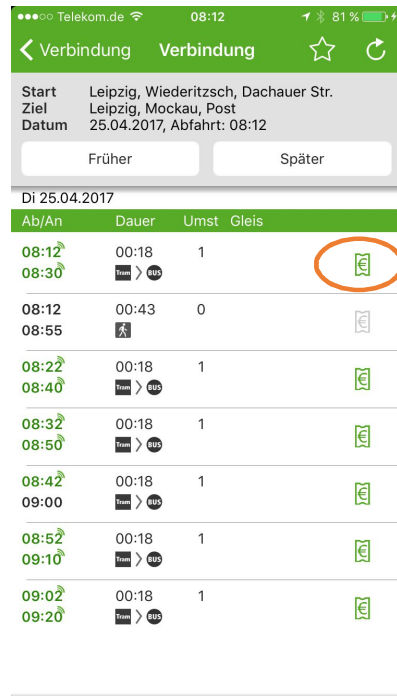 Telekom.de 08:12 81 %
Verbindung Verbindung
Start Leipzig, Wiederitzsch, Dachauer Str.
Ziel Leipzig, Mockau, Post
Datum 25.04.2017, Abfahrt: 08:12
Früher Später
Di 25.04.2017
Ab/An Dauer Umst Gleis
08:12 00:18 1 €
08:30 Tram BUS
08:12 00:43 0 €
08:55
08:22 00:18 1 €
08:40 Tram BUS
08:32 00:18 1 €
08:50 Tram BUS
08:42 00:18 1 €
09:00 Tram BUS
08:52 00:18 1 €
09:10 Tram BUS
09:02 00:18 1 €
09:20 Tram BUS